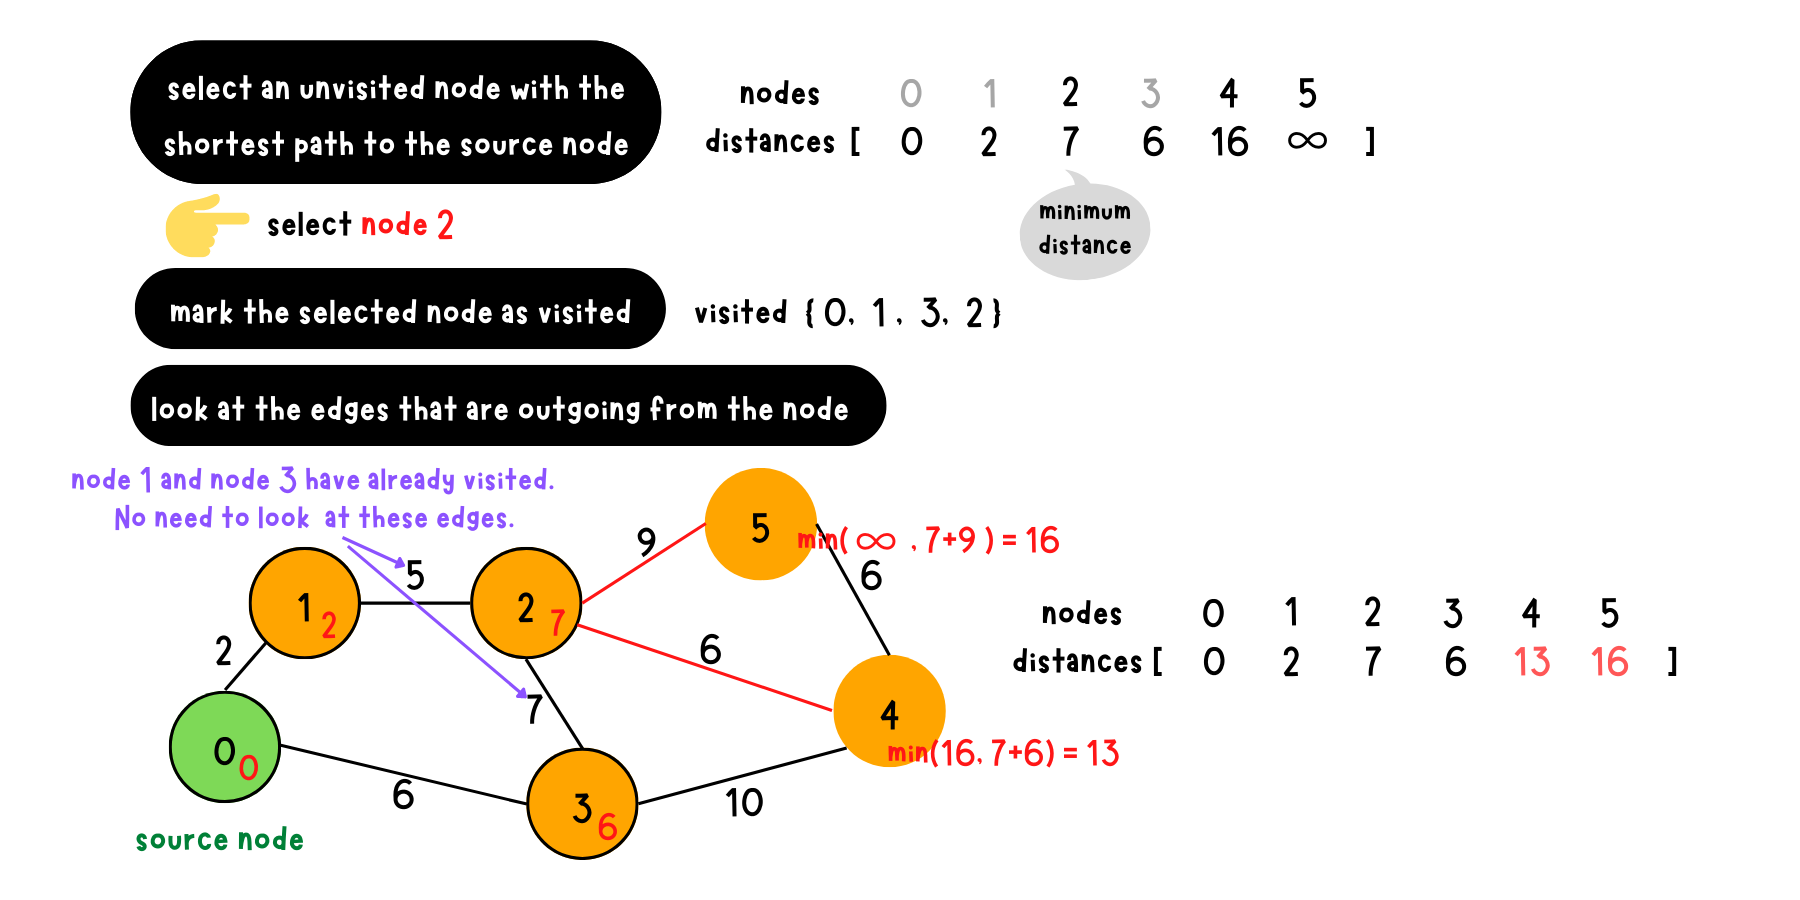 select an unvisited node with the
shortest path to the source node
nodes 0 1 2 3 4 5
distances [ 0 2 7 6 16 ∞ ]
minimum
distance
select node 2
mark the selected node as visited
visited { 0, 1, 3, 2 }
look at the edges that are outgoing from the node
node 1 and node 3 have already visited.
No need to look at these edges.
5
min( ∞ , 7+9 ) = 16
9
6
5
1 2
2 7
2
6
nodes 0 1 2 3 4 5
distances [ 0 2 7 6 13 16 ]
7
4
min(16, 7+6) = 13
0 0
6
3 6
10
source node